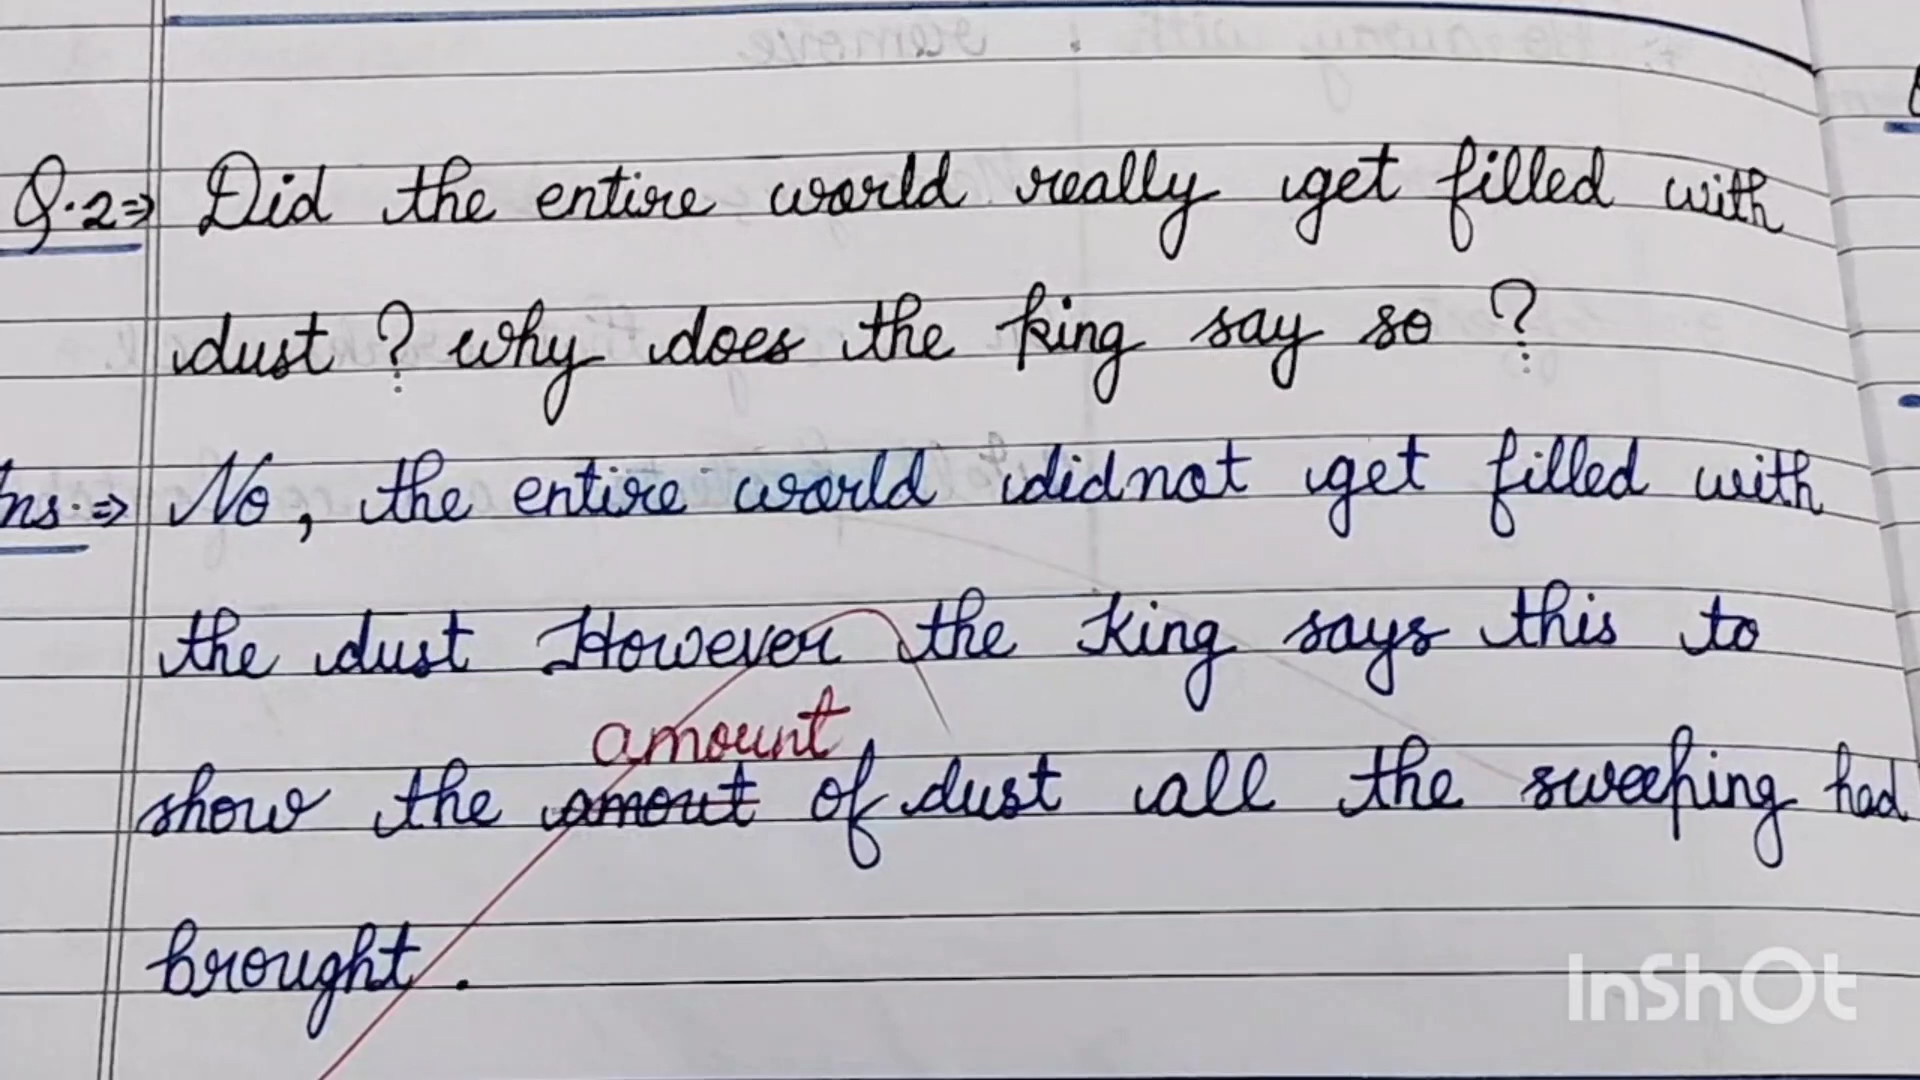 Q.2⇒ Did the entire world really get filled with
dust ? why does the king say so ?
Ans.⇒ No, the entire world did not get filled with
the dust However the king says this to
amount
show the amout of dust all the sweeping had
brought .
InShOt